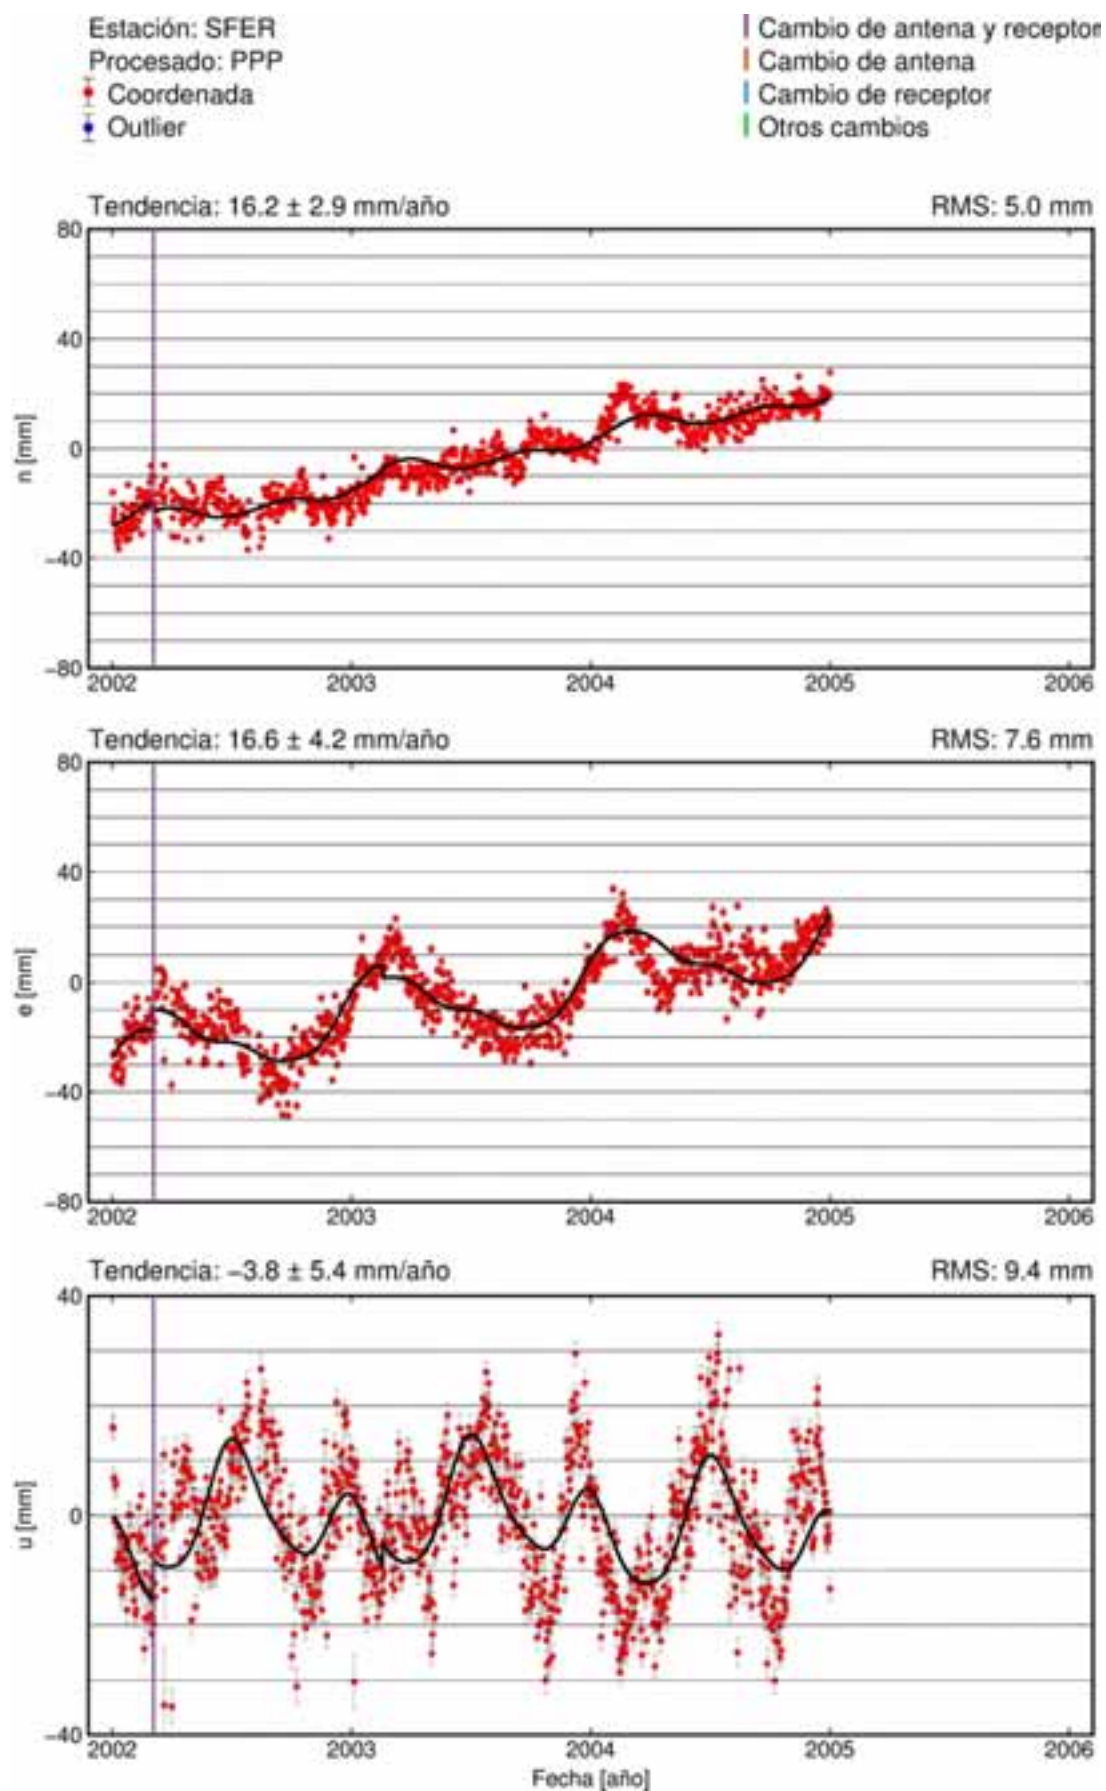 Estación: SFER
Procesado: PPP
Coordenada
Outlier
Cambio de antena y receptor
Cambio de antena
Cambio de receptor
Otros cambios
Tendencia: 16.2 ± 2.9 mm/año
RMS: 5.0 mm
80
40
0
−40
−80
n [mm]
2002 2003 2004 2005 2006
Tendencia: 16.6 ± 4.2 mm/año
RMS: 7.6 mm
80
40
0
−40
−80
e [mm]
2002 2003 2004 2005 2006
Tendencia: −3.8 ± 5.4 mm/año
RMS: 9.4 mm
40
0
−40
u [mm]
2002 2003 2004 2005 2006
Fecha [año]